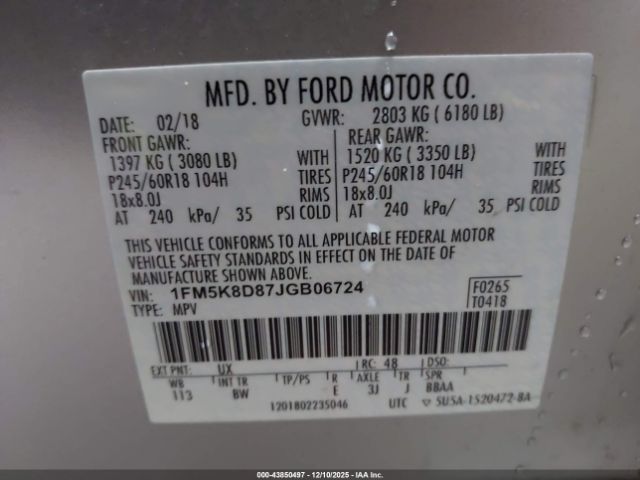 MFD. BY FORD MOTOR CO.
DATE: 02/18 GVWR: 2803 KG ( 6180 LB)
FRONT GAWR: REAR GAWR:
1397 KG ( 3080 LB) WITH 1520 KG ( 3350 LB) WITH
P245/60R18 104H TIRES P245/60R18 104H TIRES
18x8.0J RIMS 18x8.0J RIMS
AT 240 kPa/ 35 PSI COLD AT 240 kPa/ 35 PSI COLD
THIS VEHICLE CONFORMS TO ALL APPLICABLE FEDERAL MOTOR
VEHICLE SAFETY STANDARDS IN EFFECT ON THE DATE OF
MANUFACTURE SHOWN ABOVE.
VIN: 1FM5K8D87JGB06724 F0265
TYPE: MPV T0418
EXT PNT: UX RC: 48 DSO:
WB INT TR TP/PS R AXLE TR SPR
113 BW E 3J J BBAA
1201802235046 UTC ▽ 5U5A-1520472-BA
000-43850497 - 12/10/2025 - IAA Inc.